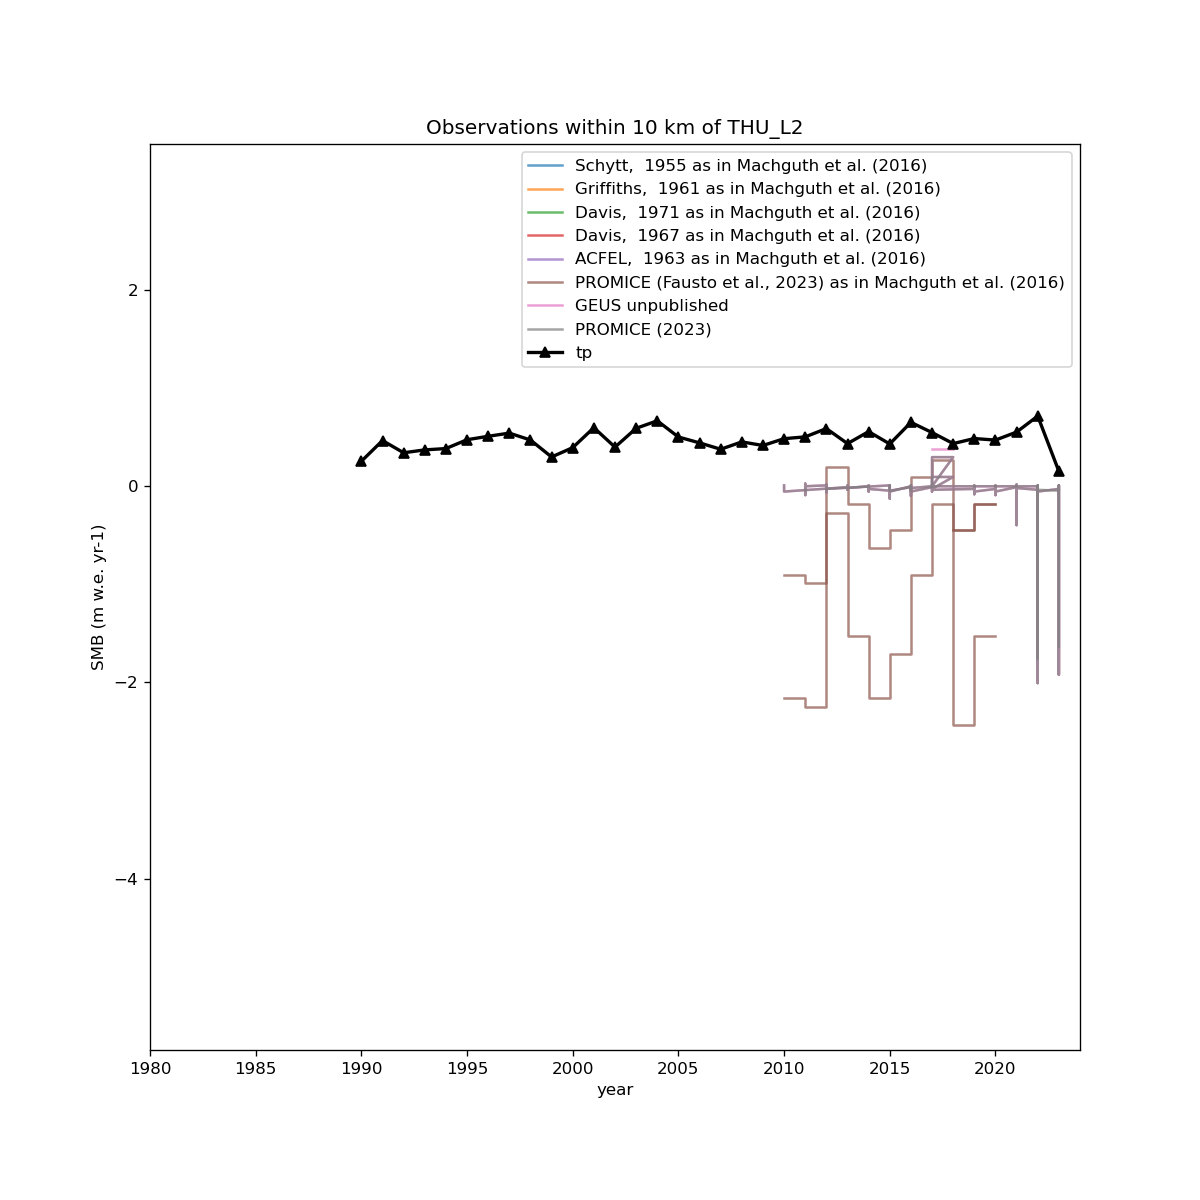 Observations within 10 km of THU_L2
Schytt,  1955 as in Machguth et al. (2016)
Griffiths,  1961 as in Machguth et al. (2016)
Davis,  1971 as in Machguth et al. (2016)
Davis,  1967 as in Machguth et al. (2016)
ACFEL,  1963 as in Machguth et al. (2016)
PROMICE (Fausto et al., 2023) as in Machguth et al. (2016)
GEUS unpublished
PROMICE (2023)
tp
2
0
−2
−4
SMB (m w.e. yr-1)
1980 1985 1990 1995 2000 2005 2010 2015 2020
year